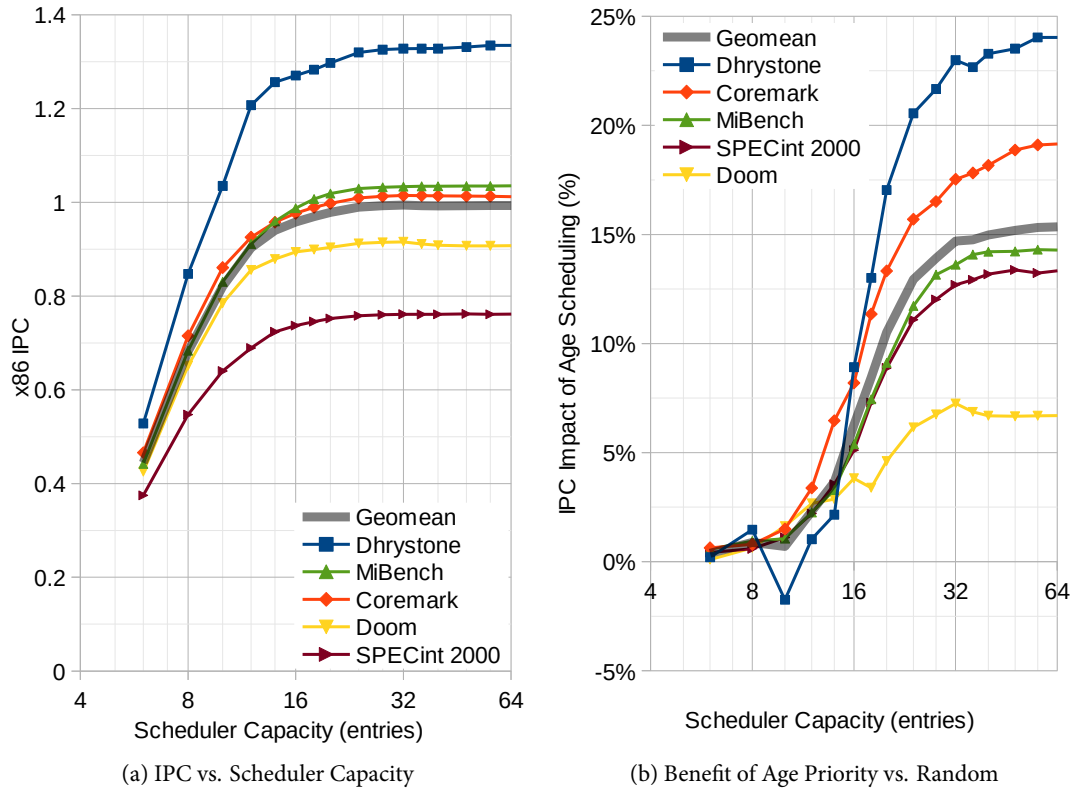 1.4
1.2
1
0.8
0.6
0.4
0.2
0
x86 IPC
Geomean
Dhrystone
MiBench
Coremark
Doom
SPECint 2000
4 8 16 32 64
Scheduler Capacity (entries)
(a) IPC vs. Scheduler Capacity
25%
20%
15%
10%
5%
0%
-5%
IPC Impact of Age Scheduling (%)
Geomean
Dhrystone
Coremark
MiBench
SPECint 2000
Doom
4 8 16 32 64
Scheduler Capacity (entries)
(b) Benefit of Age Priority vs. Random